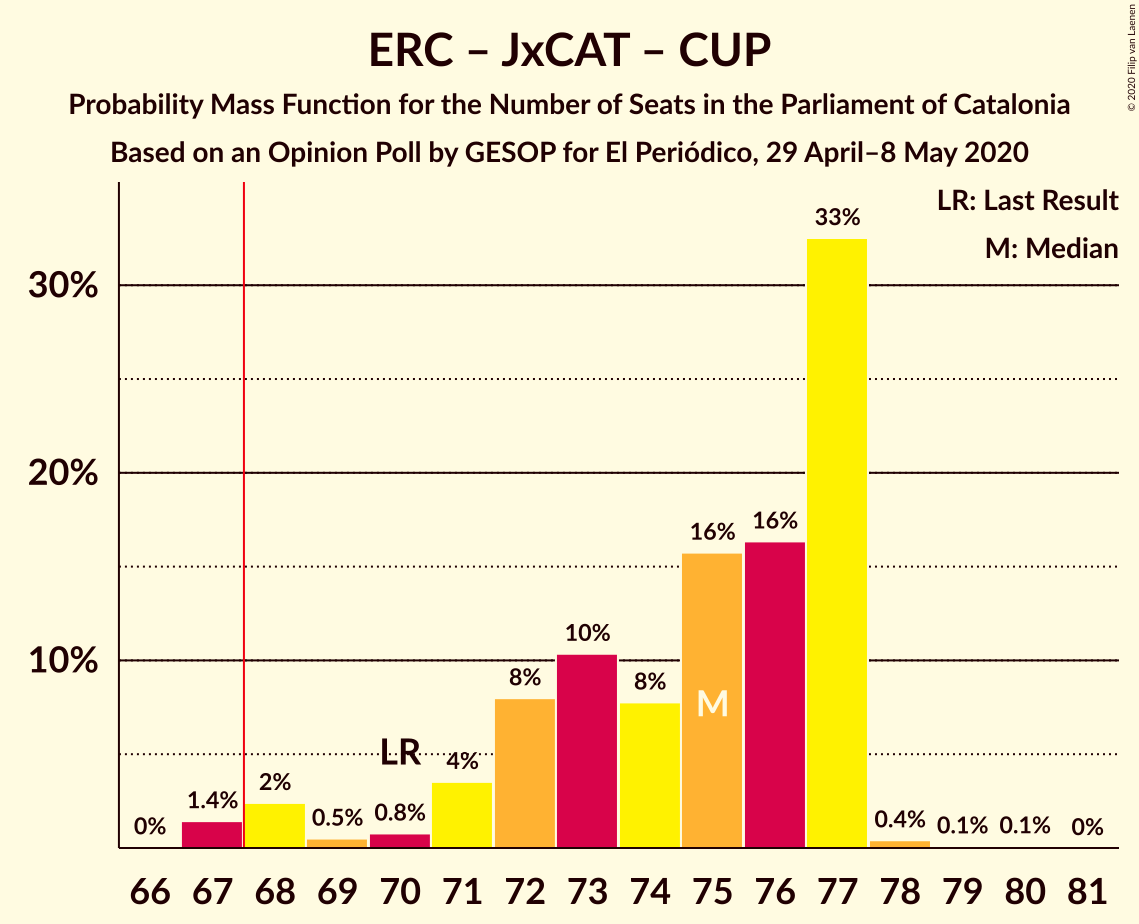 ERC – JxCAT – CUP
Probability Mass Function for the Number of Seats in the Parliament of Catalonia
Based on an Opinion Poll by GESOP for El Periódico, 29 April–8 May 2020
© 2020 Filip van Laenen
LR: Last Result
M: Median
30%
20%
10%
0%
1.4%
2%
0.5%
0.8%
LR
4%
8%
10%
8%
16%
M
16%
33%
0.4%
0.1%
0.1%
0%
66 67 68 69 70 71 72 73 74 75 76 77 78 79 80 81